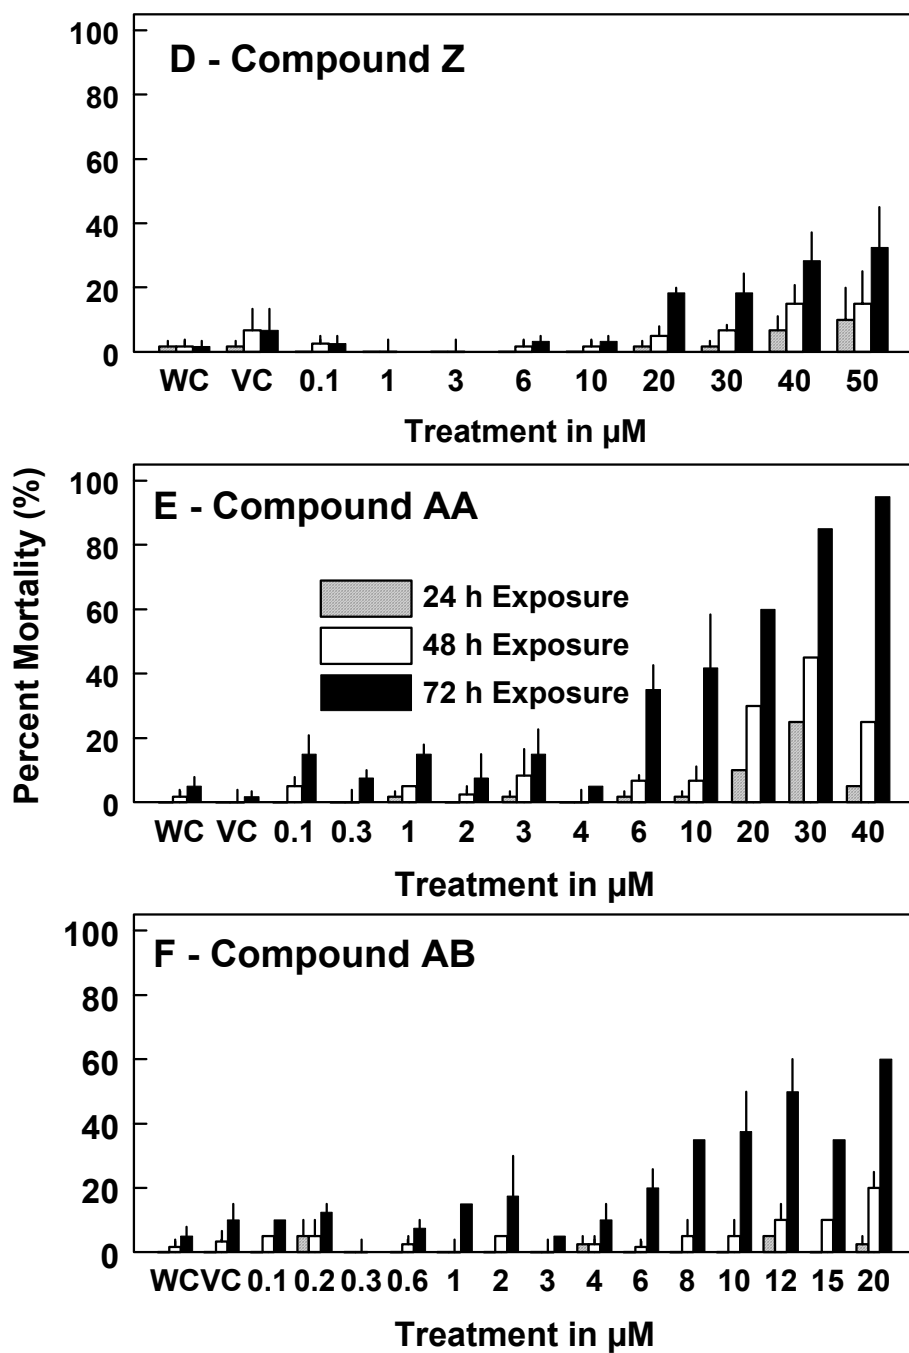 D - Compound Z
100
80
60
40
20
0
WC VC 0.1 1 3 6 10 20 30 40 50
Treatment in µM
Percent Mortality (%)
E - Compound AA
100
80
60
40
20
0
24 h Exposure
48 h Exposure
72 h Exposure
WC VC 0.1 0.3 1 2 3 4 6 10 20 30 40
Treatment in µM
F - Compound AB
100
80
60
40
20
0
WC VC 0.1 0.2 0.3 0.6 1 2 3 4 6 8 10 12 15 20
Treatment in µM